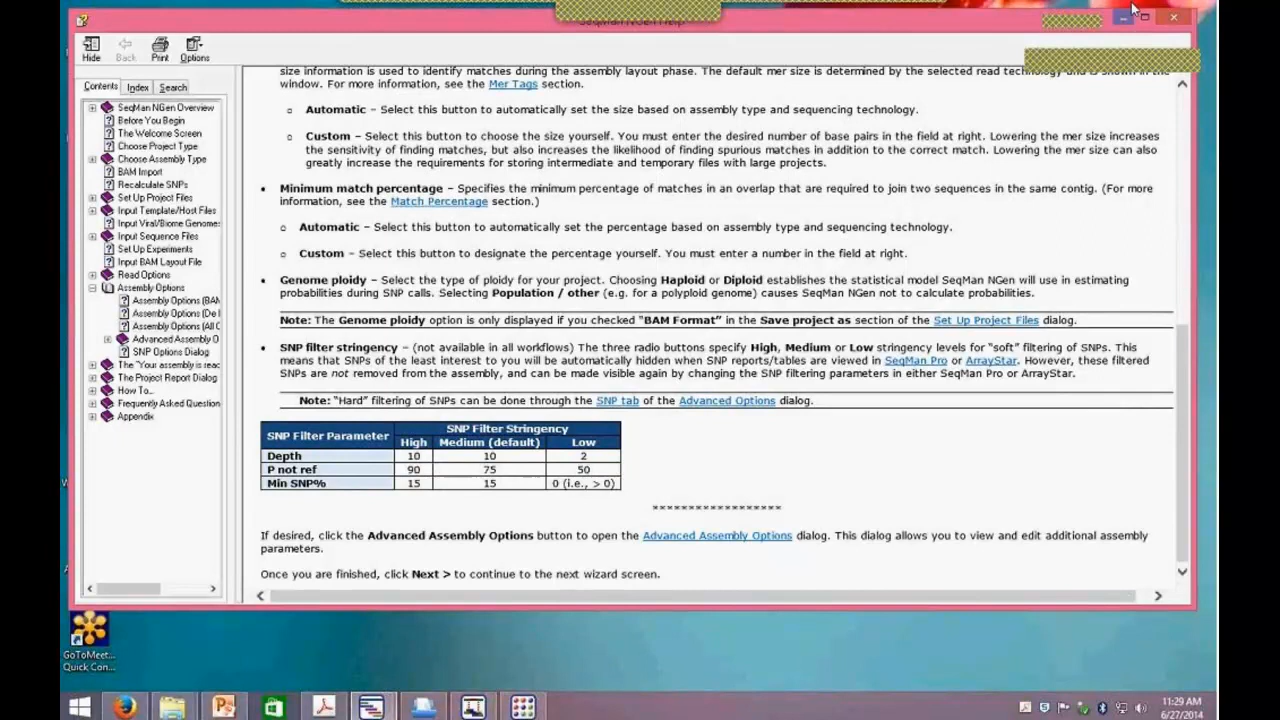 Hide
Back
Print
Options
Contents
Index
Search
SeqMan NGen Overview
Before You Begin
The Welcome Screen
Choose Project Type
Choose Assembly Type
BAM Import
Recalculate SNPs
Set Up Project Files
Input Template/Host Files
Input Viral/Biome Genome
Input Sequence Files
Set Up Experiments
Input BAM Layout File
Read Options
Assembly Options
Assembly Options (BAM
Assembly Options (De
Assembly Options (All
Advanced Assembly O
SNP Options Dialog
The "Your assembly is reac
The Project Report Dialog
How To...
Frequently Asked Question
Appendix
size information is used to identify matches during the assembly layout phase. The default mer size is determined by the selected read technology and is shown in the
window. For more information, see the Mer Tags section.
Automatic – Select this button to automatically set the size based on assembly type and sequencing technology.
Custom – Select this button to choose the size yourself. You must enter the desired number of base pairs in the field at right. Lowering the mer size increases
the sensitivity of finding matches, but also increases the likelihood of finding spurious matches in addition to the correct match. Lowering the mer size can also
greatly increase the requirements for storing intermediate and temporary files with large projects.
Minimum match percentage – Specifies the minimum percentage of matches in an overlap that are required to join two sequences in the same contig. (For more
information, see the Match Percentage section.)
Automatic – Select this button to automatically set the percentage based on assembly type and sequencing technology.
Custom – Select this button to designate the percentage yourself. You must enter a number in the field at right.
Genome ploidy – Select the type of ploidy for your project. Choosing Haploid or Diploid establishes the statistical model SeqMan NGen will use in estimating
probabilities during SNP calls. Selecting Population / other (e.g. for a polyploid genome) causes SeqMan NGen not to calculate probabilities.
Note: The Genome ploidy option is only displayed if you checked "BAM Format" in the Save project as section of the Set Up Project Files dialog.
SNP filter stringency – (not available in all workflows) The three radio buttons specify High, Medium or Low stringency levels for "soft" filtering of SNPs. This
means that SNPs of the least interest to you will be automatically hidden when SNP reports/tables are viewed in SeqMan Pro or ArrayStar. However, these filtered
SNPs are not removed from the assembly, and can be made visible again by changing the SNP filtering parameters in either SeqMan Pro or ArrayStar.
Note: "Hard" filtering of SNPs can be done through the SNP tab of the Advanced Options dialog.
SNP Filter Parameter SNP Filter Stringency
High Medium (default) Low
Depth 10 10 2
P not ref 90 75 50
Min SNP% 15 15 0 (i.e., > 0)
******************
If desired, click the Advanced Assembly Options button to open the Advanced Assembly Options dialog. This dialog allows you to view and edit additional assembly
parameters.
Once you are finished, click Next > to continue to the next wizard screen.
GoToMeet...
Quick Con...
11:29 AM
6/27/2014